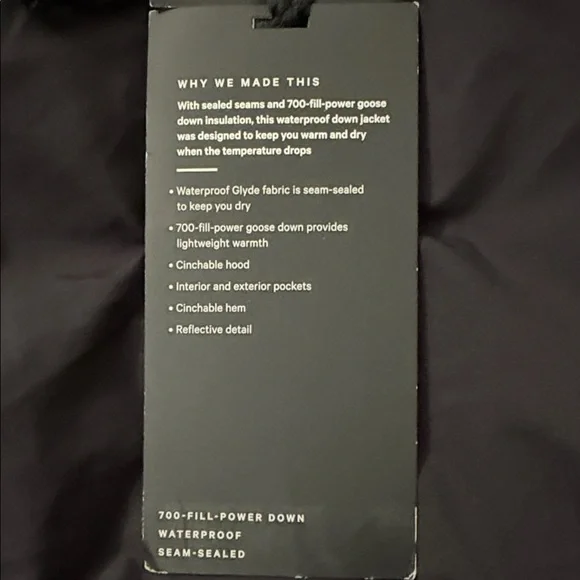 WHY WE MADE THIS
With sealed seams and 700-fill-power goose
down insulation, this waterproof down jacket
was designed to keep you warm and dry
when the temperature drops
• Waterproof Glyde fabric is seam-sealed
to keep you dry
• 700-fill-power goose down provides
lightweight warmth
• Cinchable hood
• Interior and exterior pockets
• Cinchable hem
• Reflective detail
700-FILL-POWER DOWN
WATERPROOF
SEAM-SEALED